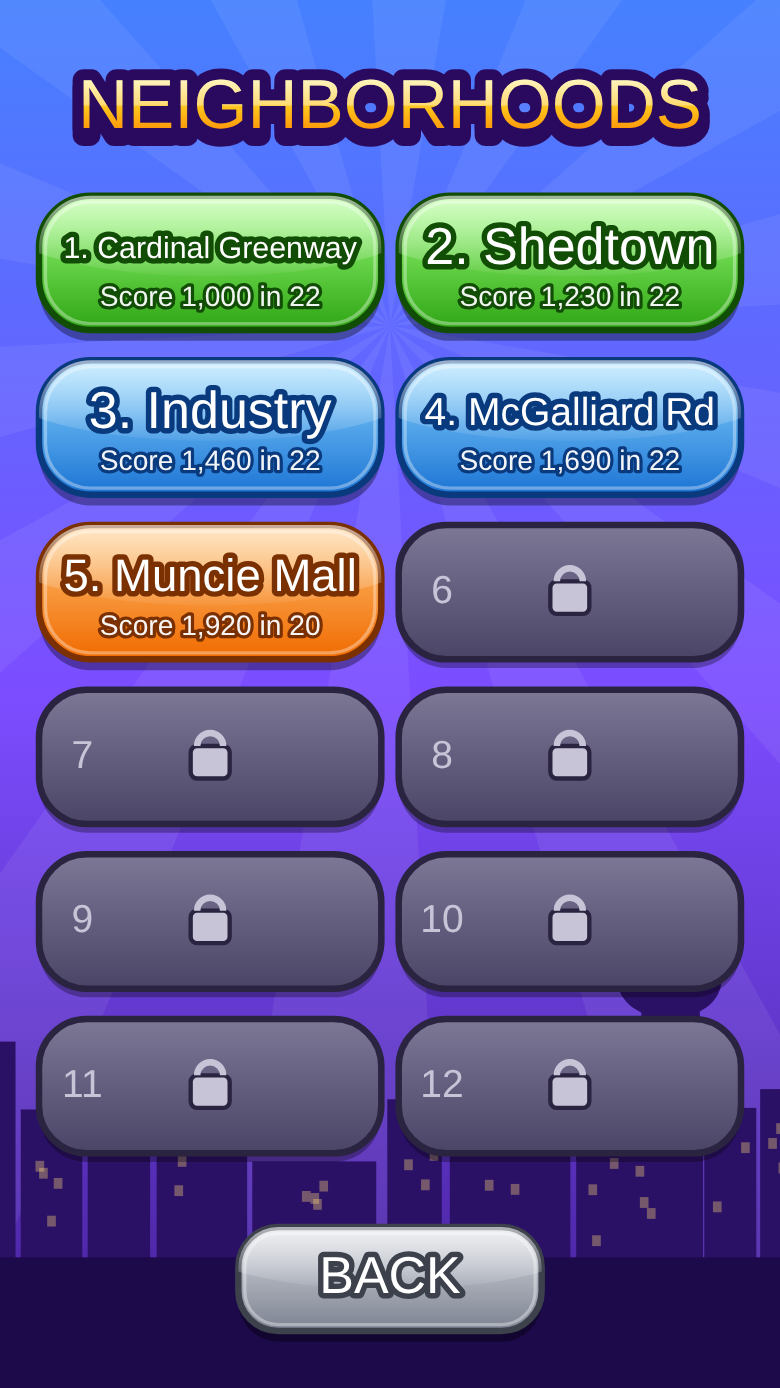 NEIGHBORHOODS
1. Cardinal Greenway
Score 1,000 in 22
2. Shedtown
Score 1,230 in 22
3. Industry
Score 1,460 in 22
4. McGalliard Rd
Score 1,690 in 22
5. Muncie Mall
Score 1,920 in 20
6
7
8
9
10
11
12
BACK